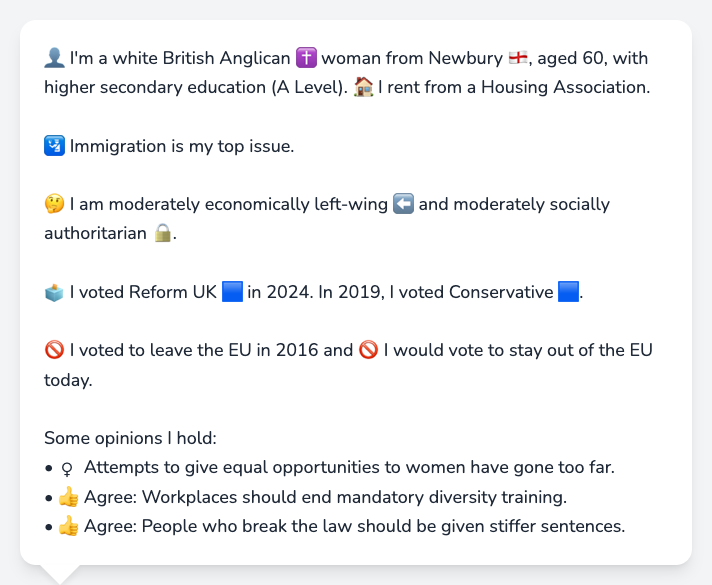 👤 I'm a white British Anglican ✝️ woman from Newbury 🏴󠁧󠁢󠁥󠁮󠁧󠁿, aged 60, with
higher secondary education (A Level). 🏠 I rent from a Housing Association.
🛂 Immigration is my top issue.
🤔 I am moderately economically left-wing ⬅️ and moderately socially
authoritarian 🔒.
🗳️ I voted Reform UK 🟦 in 2024. In 2019, I voted Conservative 🟦.
🚫 I voted to leave the EU in 2016 and 🚫 I would vote to stay out of the EU
today.
Some opinions I hold:
• ♀ Attempts to give equal opportunities to women have gone too far.
• 👍 Agree: Workplaces should end mandatory diversity training.
• 👍 Agree: People who break the law should be given stiffer sentences.